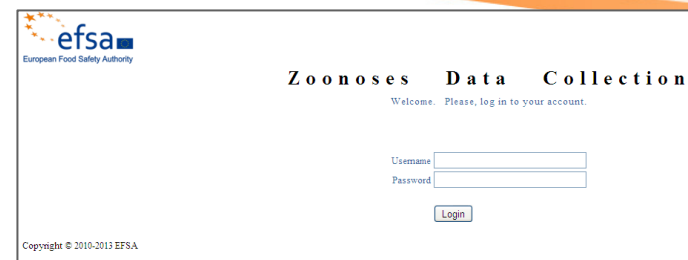 efsa
European Food Safety Authority
Zoonoses Data Collection
Welcome. Please, log in to your account.
Username
Password
Login
Copyright © 2010-2013 EFSA